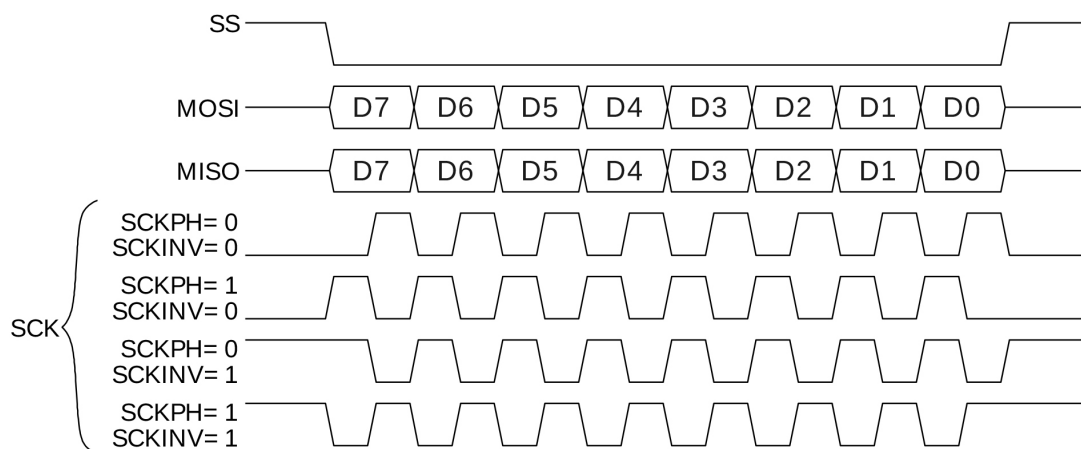 SS
MOSI D7 D6 D5 D4 D3 D2 D1 D0
MISO D7 D6 D5 D4 D3 D2 D1 D0
SCKPH= 0
SCKINV= 0
SCKPH= 1
SCKINV= 0
SCK
SCKPH= 0
SCKINV= 1
SCKPH= 1
SCKINV= 1